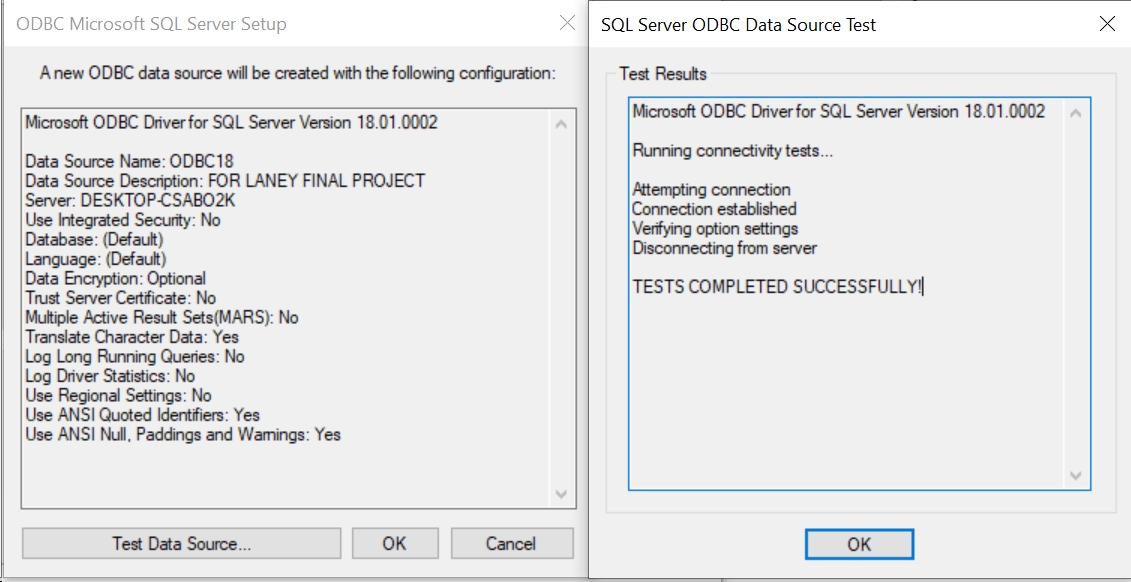 ODBC Microsoft SQL Server Setup
A new ODBC data source will be created with the following configuration:
Microsoft ODBC Driver for SQL Server Version 18.01.0002
Data Source Name: ODBC18
Data Source Description: FOR LANEY FINAL PROJECT
Server: DESKTOP-CSABO2K
Use Integrated Security: No
Database: (Default)
Language: (Default)
Data Encryption: Optional
Trust Server Certificate: No
Multiple Active Result Sets(MARS): No
Translate Character Data: Yes
Log Long Running Queries: No
Log Driver Statistics: No
Use Regional Settings: No
Use ANSI Quoted Identifiers: Yes
Use ANSI Null, Paddings and Warnings: Yes
Test Data Source...
OK
Cancel
SQL Server ODBC Data Source Test
Test Results
Microsoft ODBC Driver for SQL Server Version 18.01.0002
Running connectivity tests...
Attempting connection
Connection established
Verifying option settings
Disconnecting from server
TESTS COMPLETED SUCCESSFULLY!
OK